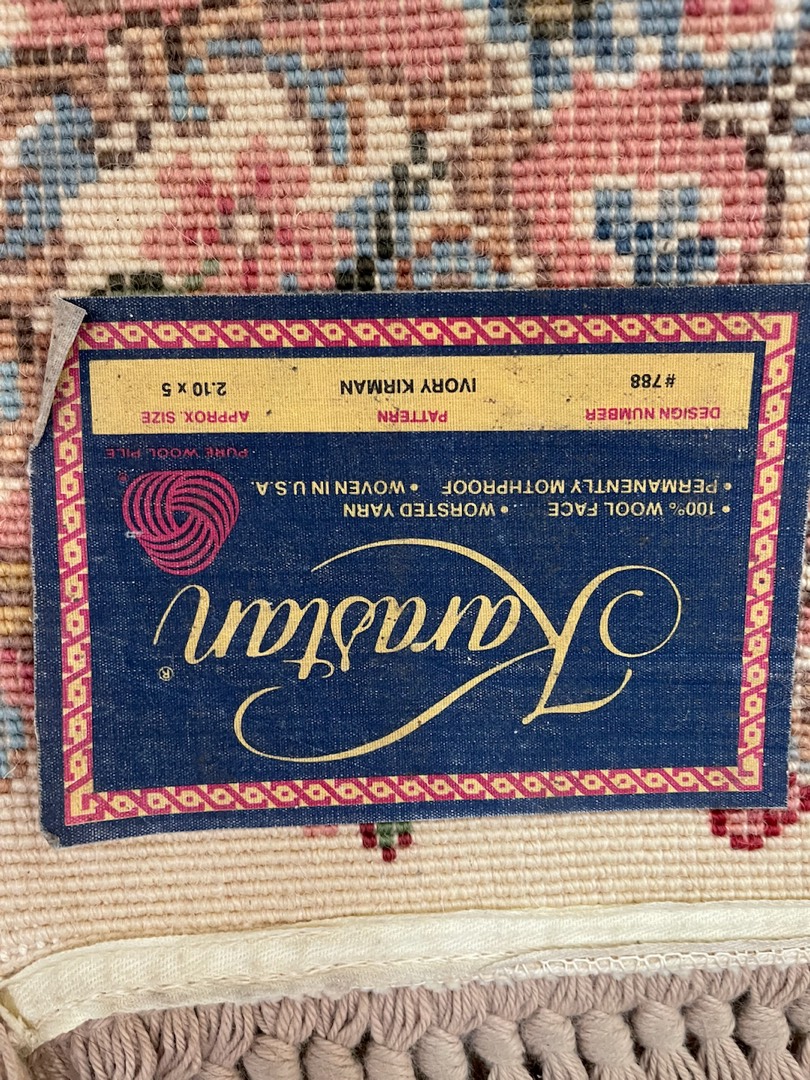 Karastan®
• 100% WOOL FACE • WORSTED YARN
• PERMANENTLY MOTHPROOF • WOVEN IN U.S.A.
®
PURE WOOL PILE
DESIGN NUMBER PATTERN APPROX. SIZE
#788 IVORY KIRMAN 2.10 x 5